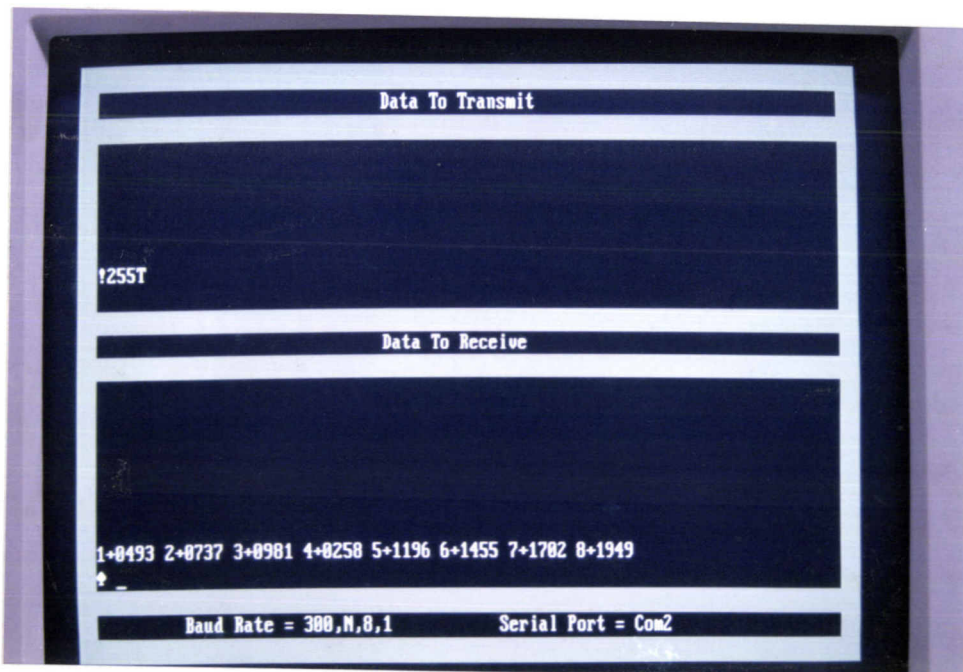 Data To Transmit
!255T
Data To Receive
1+0493 2+0737 3+0981 4+0258 5+1196 6+1455 7+1702 8+1949
↑ _
Baud Rate = 300,N,8,1 Serial Port = Com2